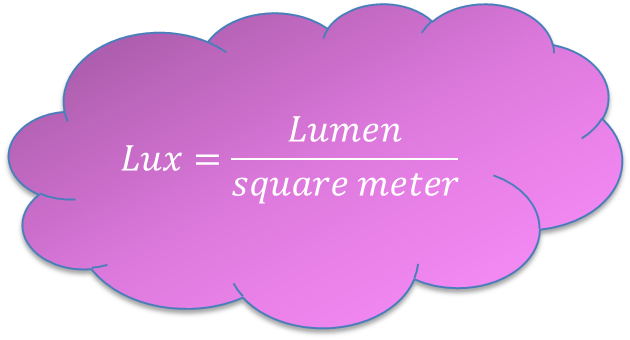 Lux = Lumen / square meter